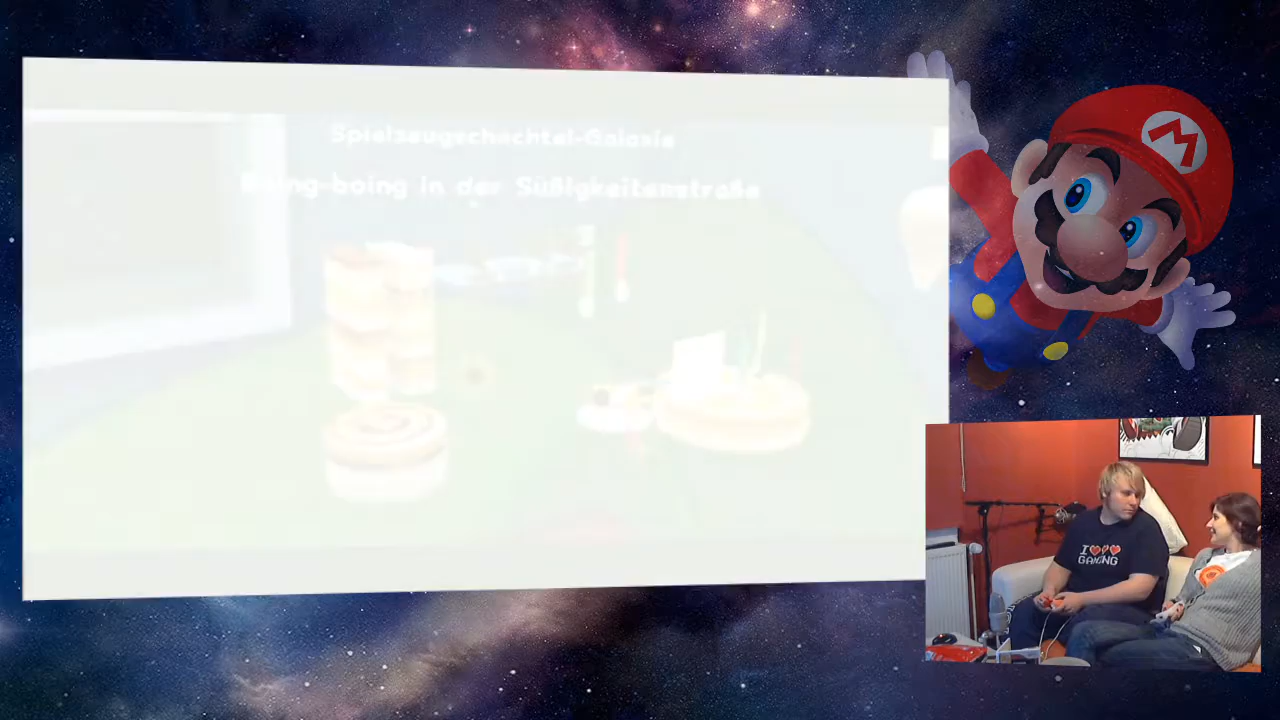 Spielzeugschachtel-Galaxie
Boing-boing in der Süßigkeitenstraße
M
I
GAMING